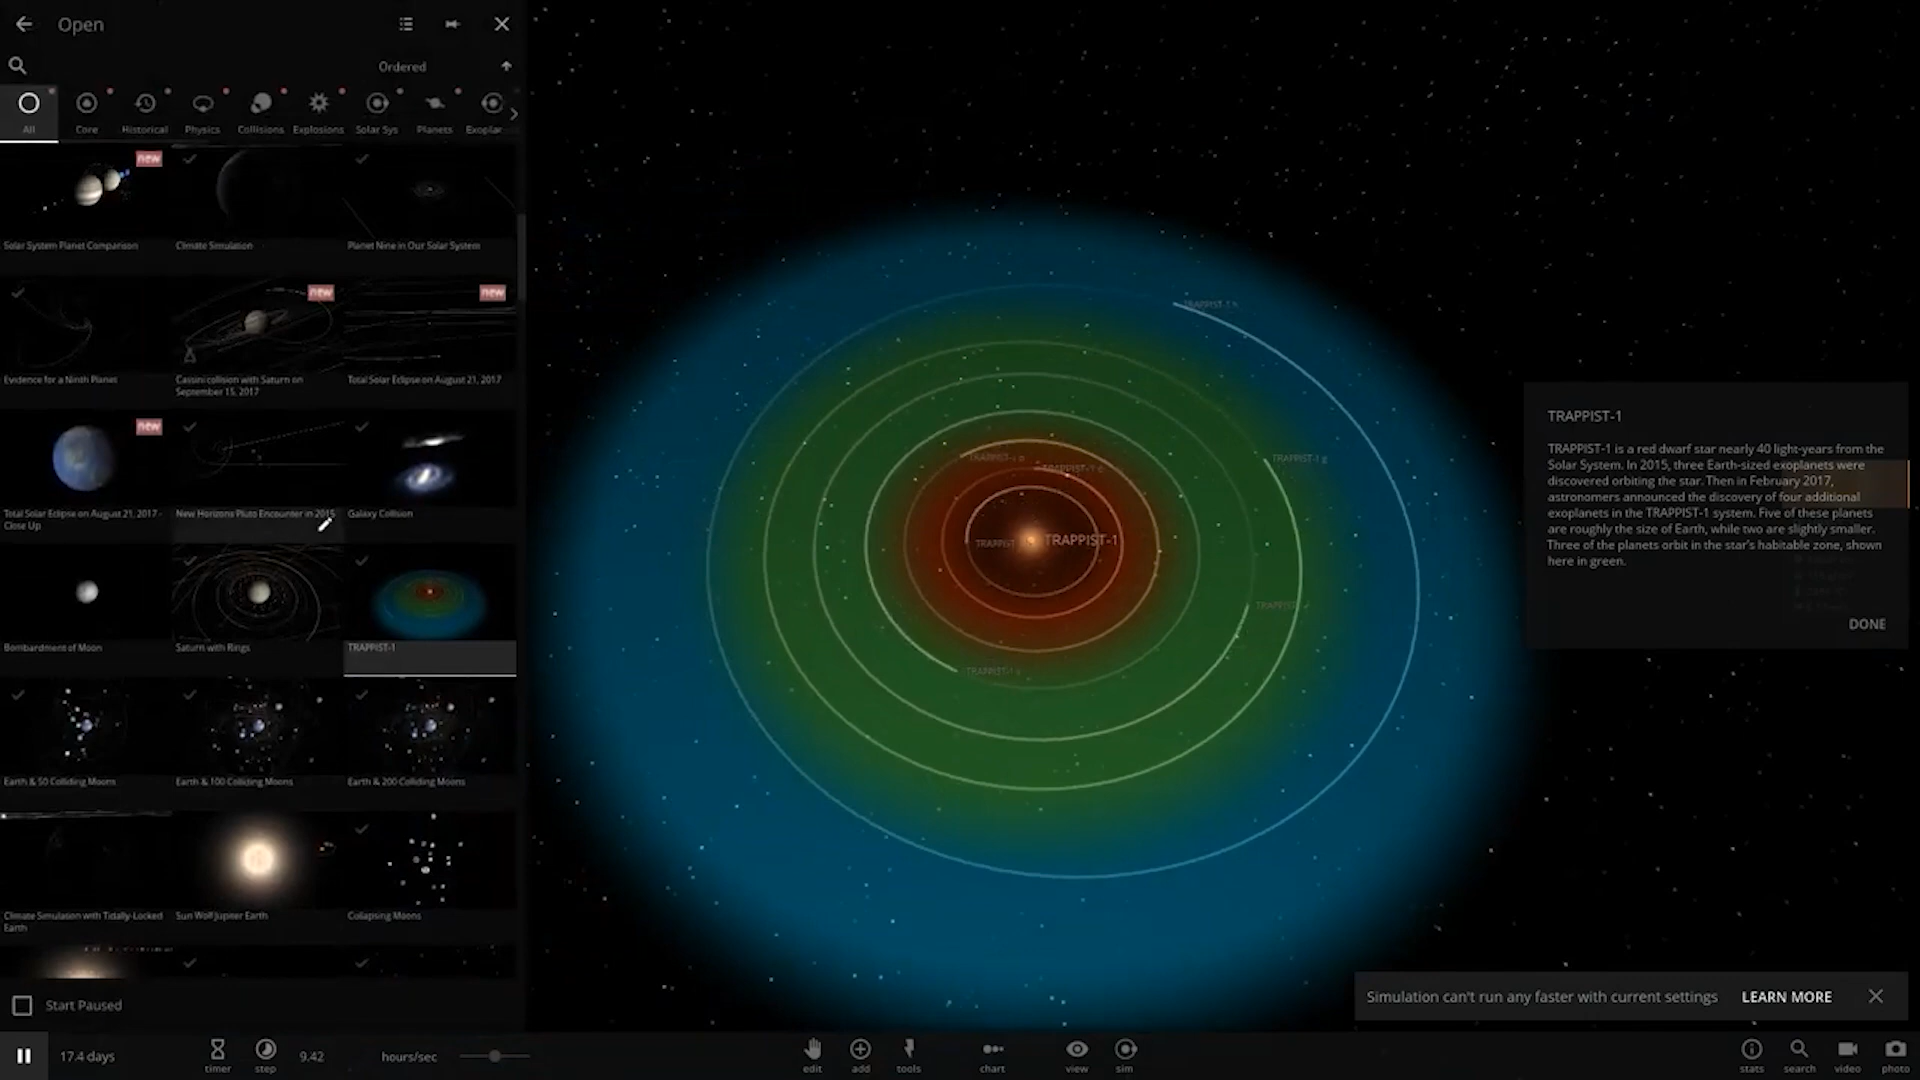 Open
Ordered
All
Core
Historical
Physics
Collisions
Explosions
Solar Sys
Planets
Exoplan
new
Solar System Planet Comparison
Climate Simulation
Planet Nine in Our Solar System
new
new
Evidence for a Ninth Planet
Cassini collision with Saturn on
September 15, 2017
Total Solar Eclipse on August 21, 2017
new
Total Solar Eclipse on August 21, 2017 -
Close Up
New Horizons Pluto Encounter in 2015
Galaxy Collision
Bombardment of Moon
Saturn with Rings
TRAPPIST-1
Earth & 50 Colliding Moons
Earth & 100 Colliding Moons
Earth & 200 Colliding Moons
Climate Simulation with Tidally-Locked
Earth
Sun Wolf Jupiter Earth
Collapsing Moons
Start Paused
TRAPPIST-1 h
TRAPPIST-1 g
TRAPPIST
TRAPPIST-1
TRAPPIST
TRAPPIST-1
TRAPPIST-1 is a red dwarf star nearly 40 light-years from the
Solar System. In 2015, three Earth-sized exoplanets were
discovered orbiting the star. Then in February 2017,
astronomers announced the discovery of four additional
exoplanets in the TRAPPIST-1 system. Five of these planets
are roughly the size of Earth, while two are slightly smaller.
Three of the planets orbit in the star's habitable zone, shown
here in green.
DONE
Simulation can't run any faster with current settings
LEARN MORE
17.4 days
timer
step
9.42
hours/sec
edit
add
tools
chart
view
sim
stats
search
video
photo